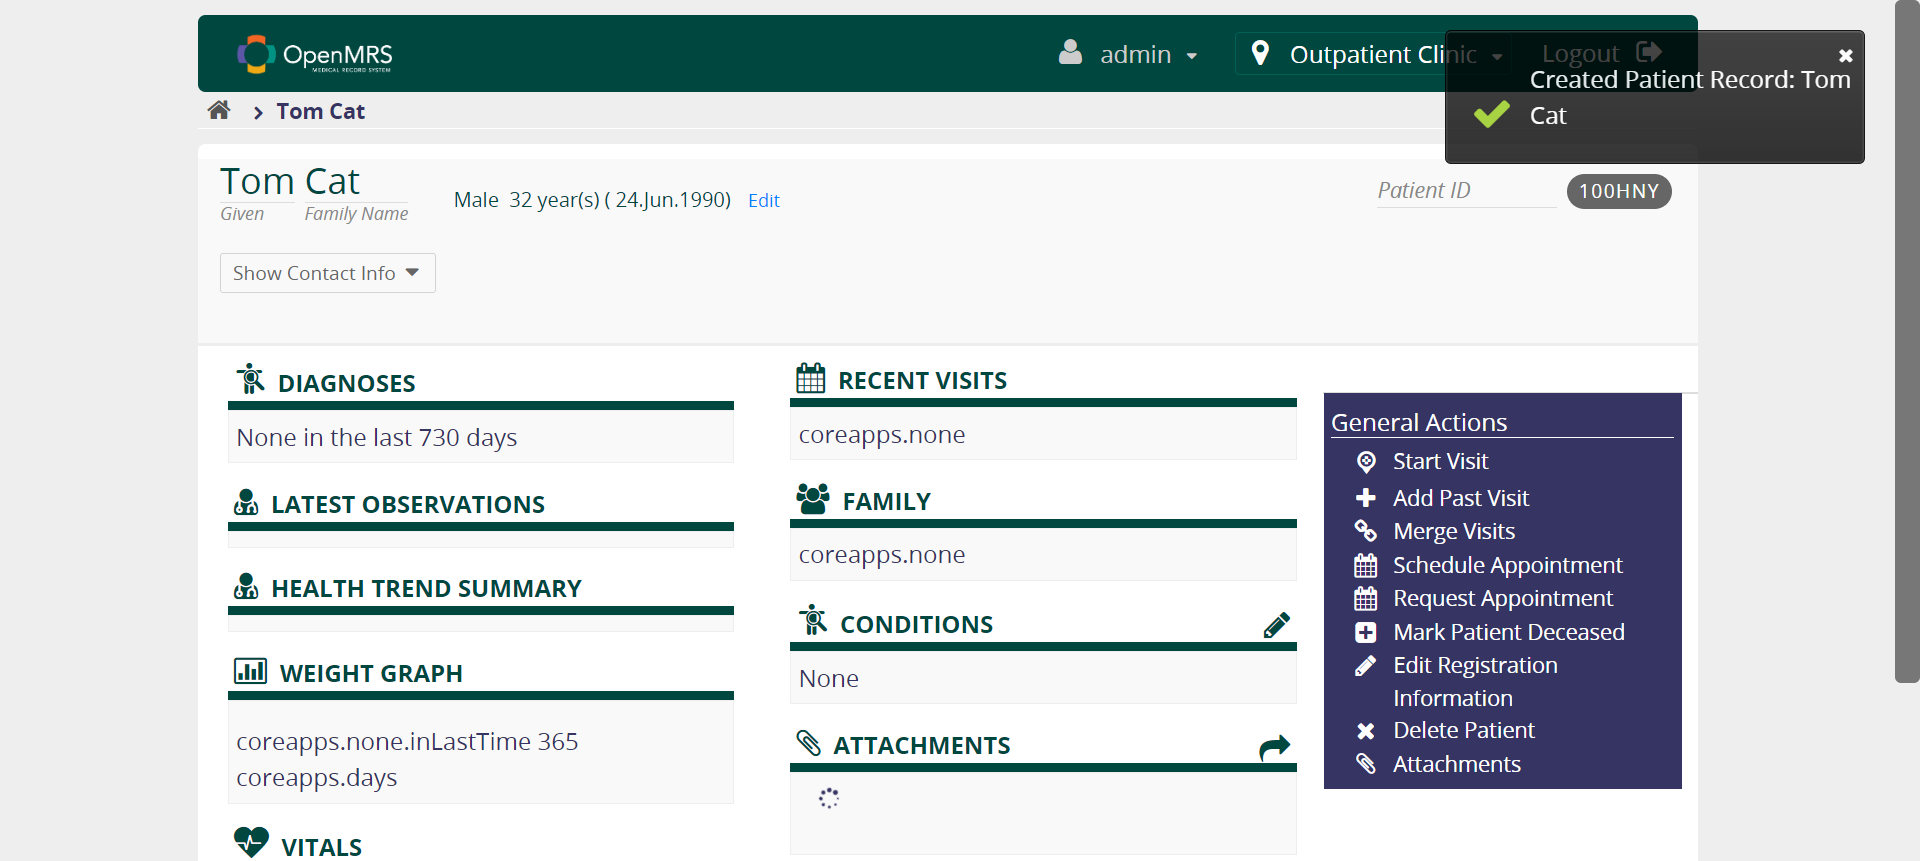 OpenMRS
MEDICAL RECORD SYSTEM
admin
Outpatient Clinic
Logout
Created Patient Record: Tom
Cat
Tom Cat
Tom Cat
Given Family Name
Male 32 year(s) ( 24.Jun.1990) Edit
Patient ID 100HNY
Show Contact Info
DIAGNOSES
None in the last 730 days
LATEST OBSERVATIONS
HEALTH TREND SUMMARY
WEIGHT GRAPH
coreapps.none.inLastTime 365
coreapps.days
VITALS
RECENT VISITS
coreapps.none
FAMILY
coreapps.none
CONDITIONS
None
ATTACHMENTS
General Actions
Start Visit
Add Past Visit
Merge Visits
Schedule Appointment
Request Appointment
Mark Patient Deceased
Edit Registration
Information
Delete Patient
Attachments